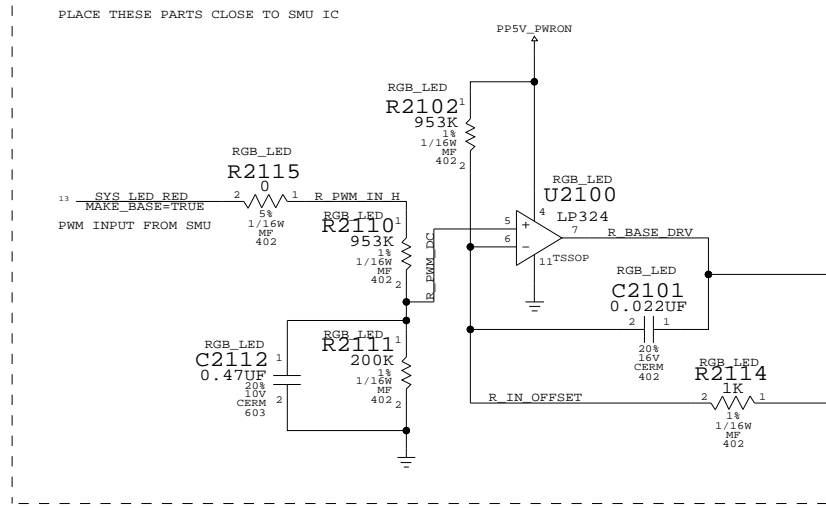 PLACE THESE PARTS CLOSE TO SMU IC
PP5V_PWRON
RGB_LED
R2102
1
953K
1%
1/16W
MF
402
2
RGB_LED
R2115
0
2
1
5%
1/16W
MF
402
13
SYS_LED_RED
MAKE_BASE=TRUE
PWM INPUT FROM SMU
R_PWM_IN_H
RGB_LED
R2110
1
953K
1%
1/16W
MF
402
2
R_PWM_DC
RGB_LED
U2100
LP324
4
5
+
6
-
7
11
TSSOP
R_BASE_DRV
RGB_LED
C2101
0.022UF
2
1
20%
16V
CERM
402
RGB_LED
C2112
1
0.47UF
20%
10V
CERM
603
2
RGB_LED
R2111
1
200K
1%
1/16W
MF
402
2
R_IN_OFFSET
RGB_LED
R2114
1K
2
1
1%
1/16W
MF
402